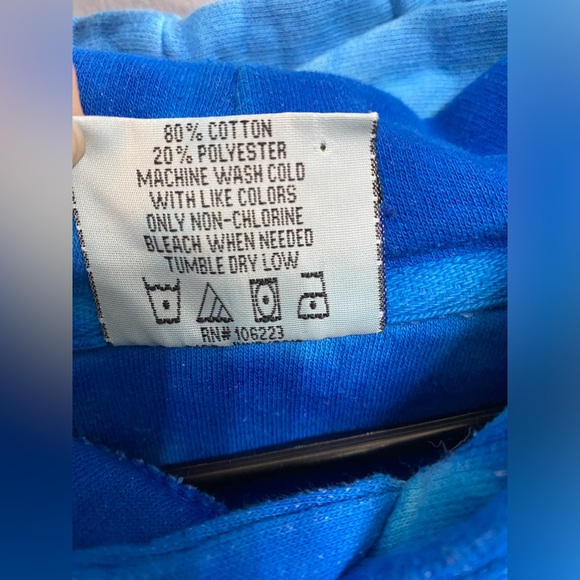 80% COTTON
20% POLYESTER
MACHINE WASH COLD
WITH LIKE COLORS
ONLY NON-CHLORINE
BLEACH WHEN NEEDED
TUMBLE DRY LOW
RN# 106223